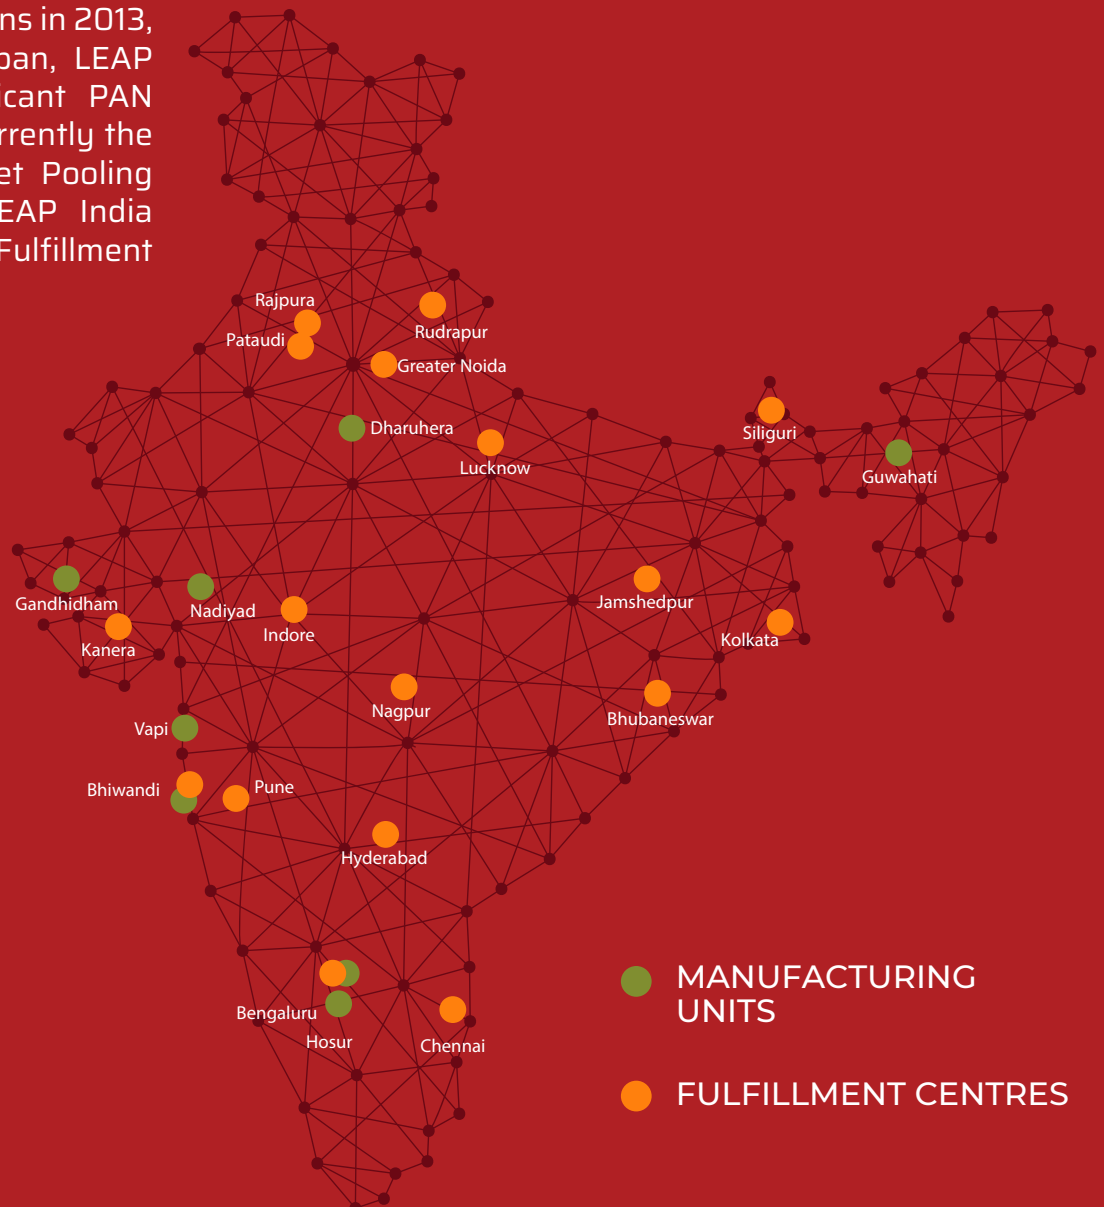 ns in 2013,
pan, LEAP
icant PAN
rrently the
et Pooling
EAP India
Fulfillment
Rajpura
Rudrapur
Pataudi
Greater Noida
Dharuhera
Siliguri
Lucknow
Guwahati
Gandhidham
Nadiyad
Jamshedpur
Indore
Kolkata
Kanera
Nagpur
Bhubaneswar
Vapi
Bhiwandi
Pune
Hyderabad
MANUFACTURING
UNITS
Bengaluru
Hosur
Chennai
FULFILLMENT CENTRES